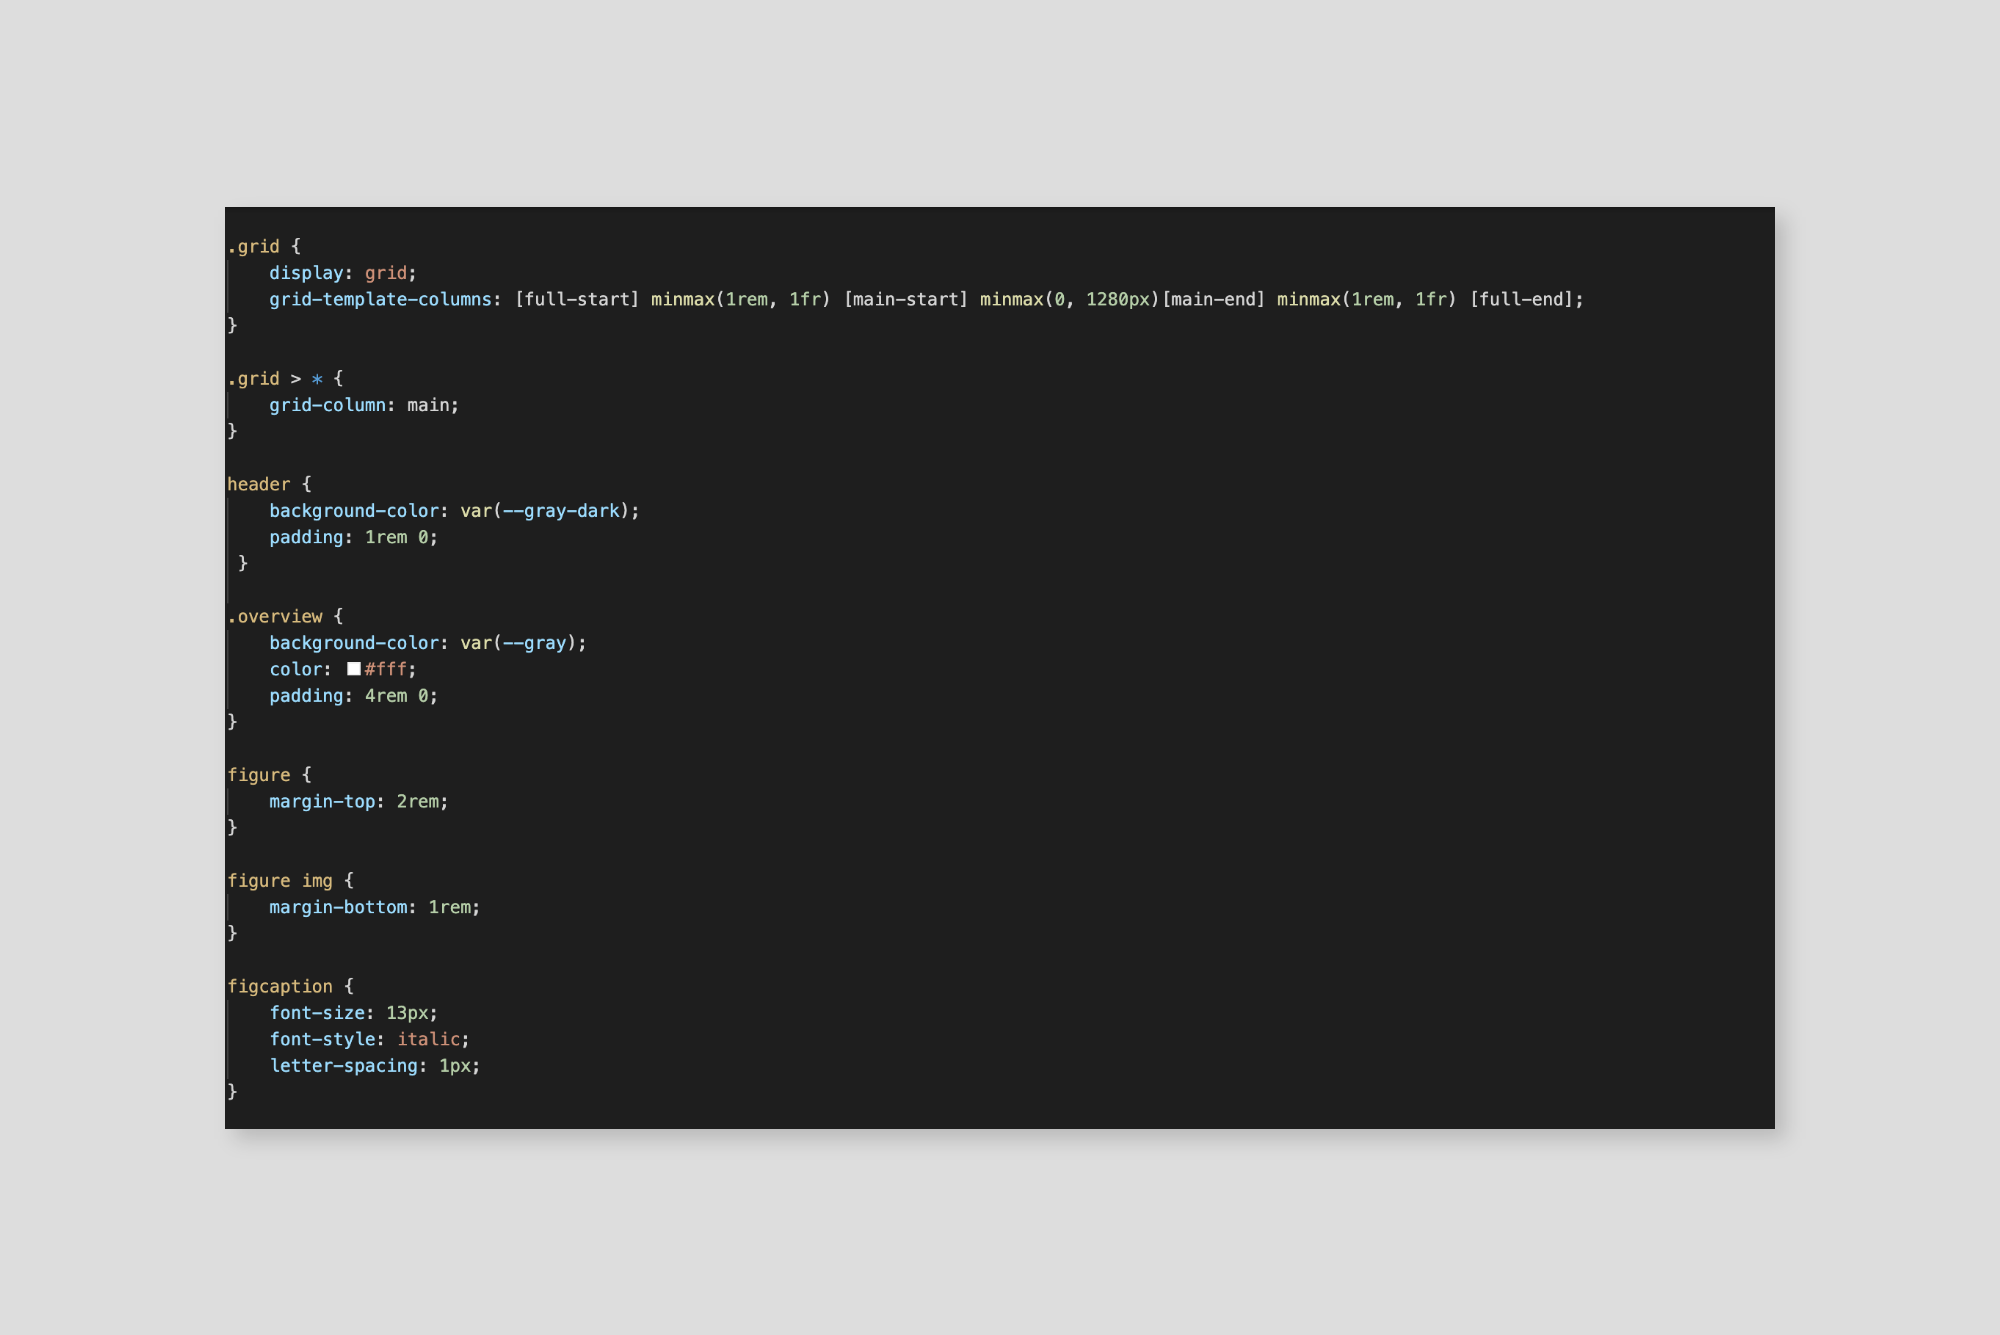 .grid {
    display: grid;
    grid-template-columns: [full-start] minmax(1rem, 1fr) [main-start] minmax(0, 1280px)[main-end] minmax(1rem, 1fr) [full-end];
}
.grid > * {
    grid-column: main;
}
header {
    background-color: var(--gray-dark);
    padding: 1rem 0;
 }
.overview {
    background-color: var(--gray);
    color: #fff;
    padding: 4rem 0;
}
figure {
    margin-top: 2rem;
}
figure img {
    margin-bottom: 1rem;
}
figcaption {
    font-size: 13px;
    font-style: italic;
    letter-spacing: 1px;
}